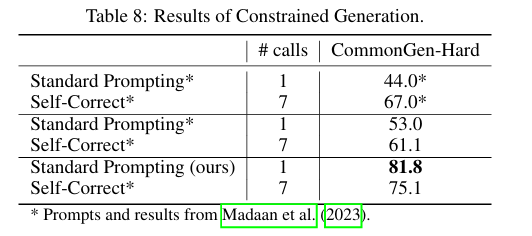 Table 8: Results of Constrained Generation.
# calls CommonGen-Hard
Standard Prompting* 1 44.0*
Self-Correct* 7 67.0*
Standard Prompting* 1 53.0
Self-Correct* 7 61.1
Standard Prompting (ours) 1 81.8
Self-Correct* 7 75.1
* Prompts and results from Madaan et al. (2023).